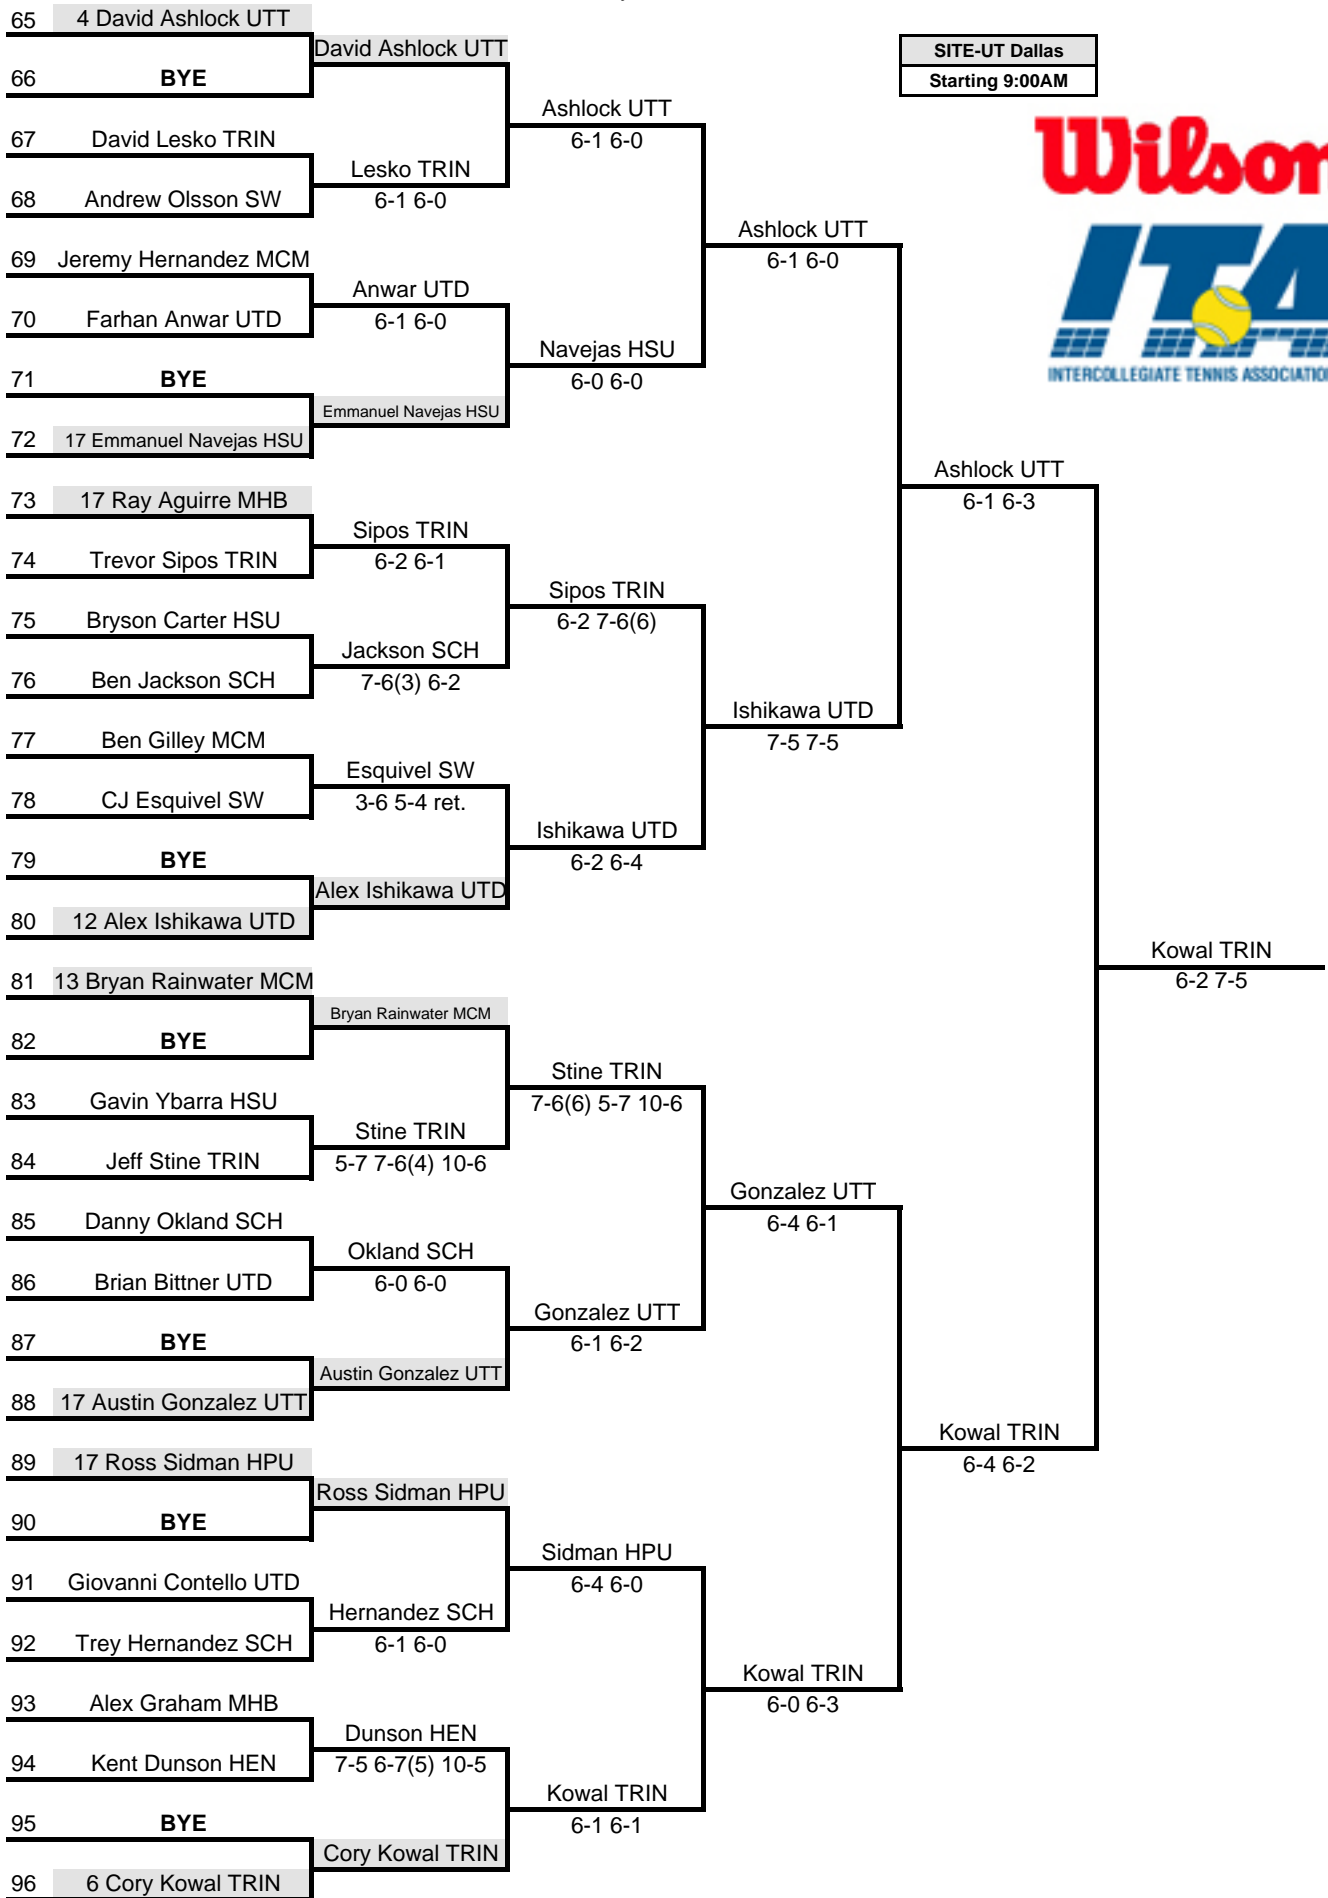 65 4 David Ashlock UTT
David Ashlock UTT
66 BYE
Ashlock UTT
6-1 6-0
67 David Lesko TRIN
Lesko TRIN
6-1 6-0
68 Andrew Olsson SW
Ashlock UTT
6-1 6-0
69 Jeremy Hernandez MCM
Anwar UTD
6-1 6-0
70 Farhan Anwar UTD
Navejas HSU
6-0 6-0
71 BYE
Emmanuel Navejas HSU
72 17 Emmanuel Navejas HSU
Ashlock UTT
6-1 6-3
73 17 Ray Aguirre MHB
Sipos TRIN
6-2 6-1
74 Trevor Sipos TRIN
Sipos TRIN
6-2 7-6(6)
75 Bryson Carter HSU
Jackson SCH
7-6(3) 6-2
76 Ben Jackson SCH
Ishikawa UTD
7-5 7-5
77 Ben Gilley MCM
Esquivel SW
3-6 5-4 ret.
78 CJ Esquivel SW
Ishikawa UTD
6-2 6-4
79 BYE
Alex Ishikawa UTD
80 12 Alex Ishikawa UTD
Kowal TRIN
6-2 7-5
81 13 Bryan Rainwater MCM
Bryan Rainwater MCM
82 BYE
Stine TRIN
7-6(6) 5-7 10-6
83 Gavin Ybarra HSU
Stine TRIN
5-7 7-6(4) 10-6
84 Jeff Stine TRIN
Gonzalez UTT
6-4 6-1
85 Danny Okland SCH
Okland SCH
6-0 6-0
86 Brian Bittner UTD
Gonzalez UTT
6-1 6-2
87 BYE
Austin Gonzalez UTT
88 17 Austin Gonzalez UTT
Kowal TRIN
6-4 6-2
89 17 Ross Sidman HPU
Ross Sidman HPU
90 BYE
Sidman HPU
6-4 6-0
91 Giovanni Contello UTD
Hernandez SCH
6-1 6-0
92 Trey Hernandez SCH
Kowal TRIN
6-0 6-3
93 Alex Graham MHB
Dunson HEN
7-5 6-7(5) 10-5
94 Kent Dunson HEN
Kowal TRIN
6-1 6-1
95 BYE
Cory Kowal TRIN
96 6 Cory Kowal TRIN
SITE-UT Dallas
Starting 9:00AM
Wilson
ITA
INTERCOLLEGIATE TENNIS ASSOCIATION